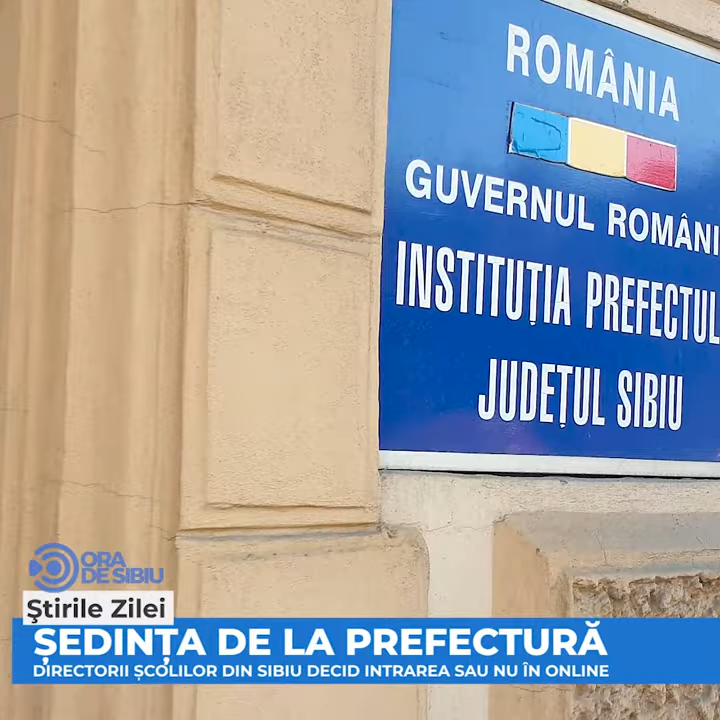 ROMÂNIA
GUVERNUL ROMÂNI
INSTITUȚIA PREFECTUL
JUDEȚUL SIBIU
ORA
DE SIBIU
Ştirile Zilei
ȘEDINȚA DE LA PREFECTURĂ
DIRECTORII ȘCOLILOR DIN SIBIU DECID INTRAREA SAU NU ÎN ONLINE